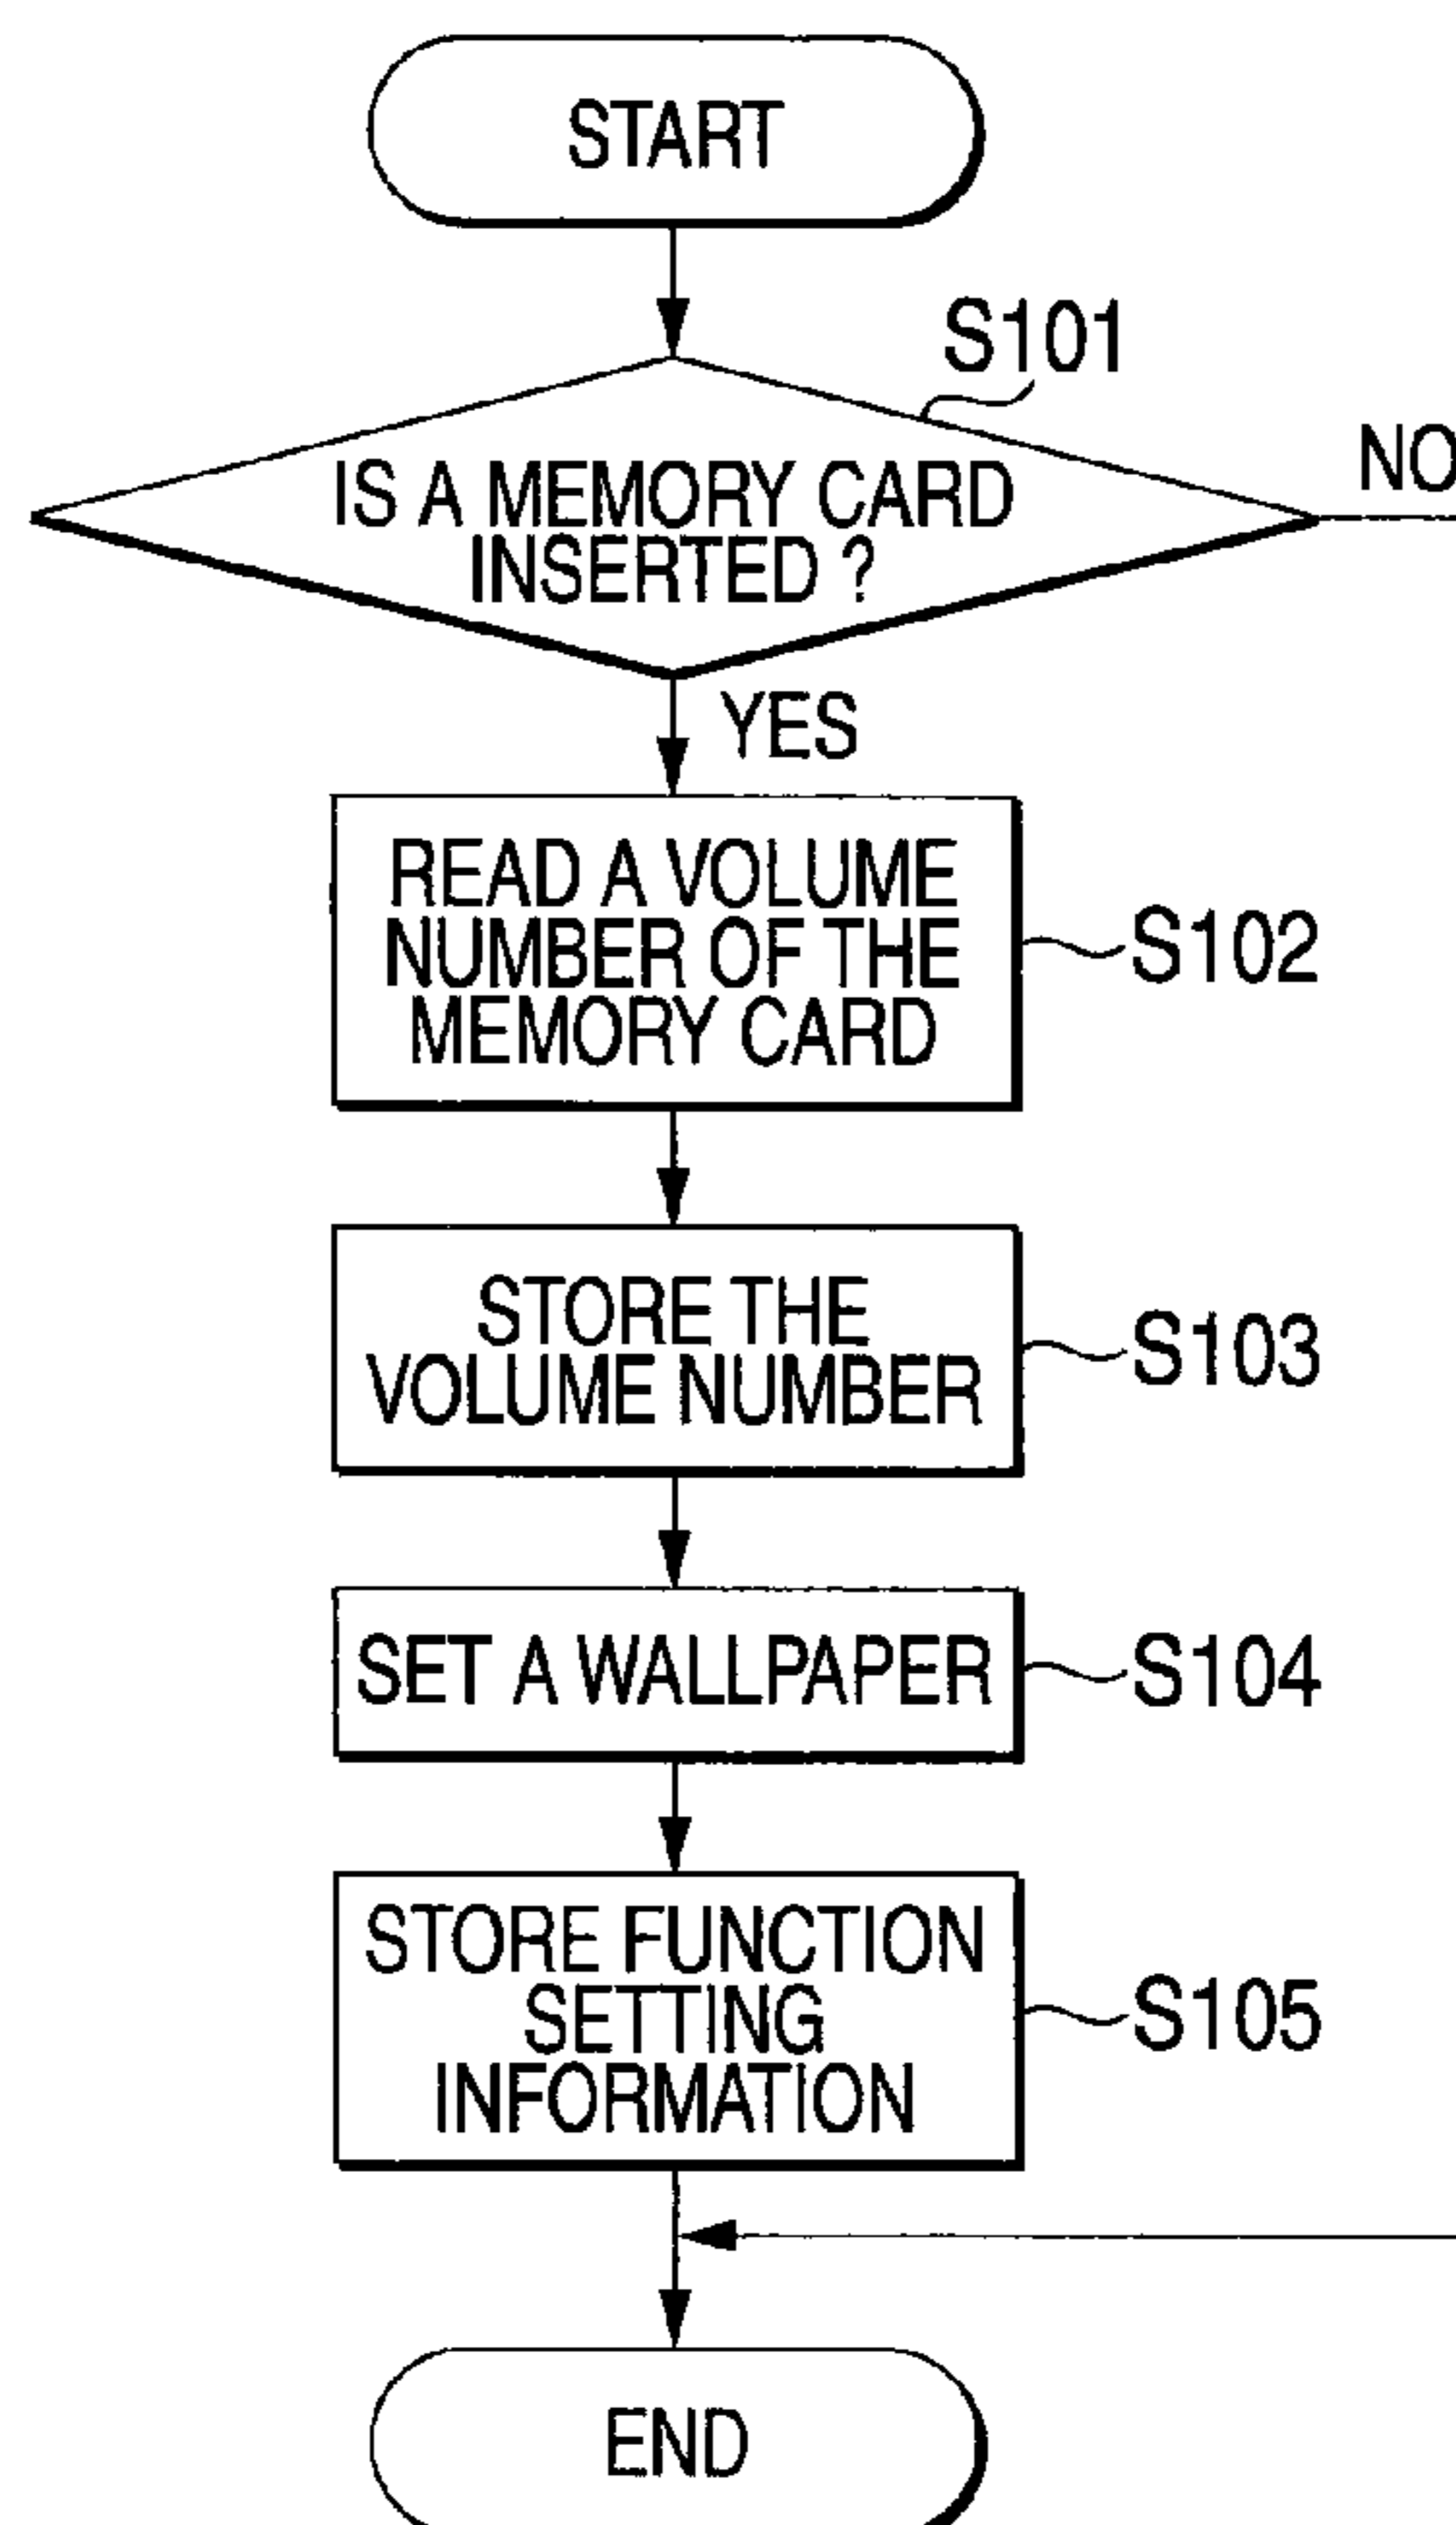 START
S101
IS A MEMORY CARD
INSERTED ?
NO
YES
READ A VOLUME
NUMBER OF THE
MEMORY CARD
S102
STORE THE
VOLUME NUMBER
S103
SET A WALLPAPER
S104
STORE FUNCTION
SETTING
INFORMATION
S105
END